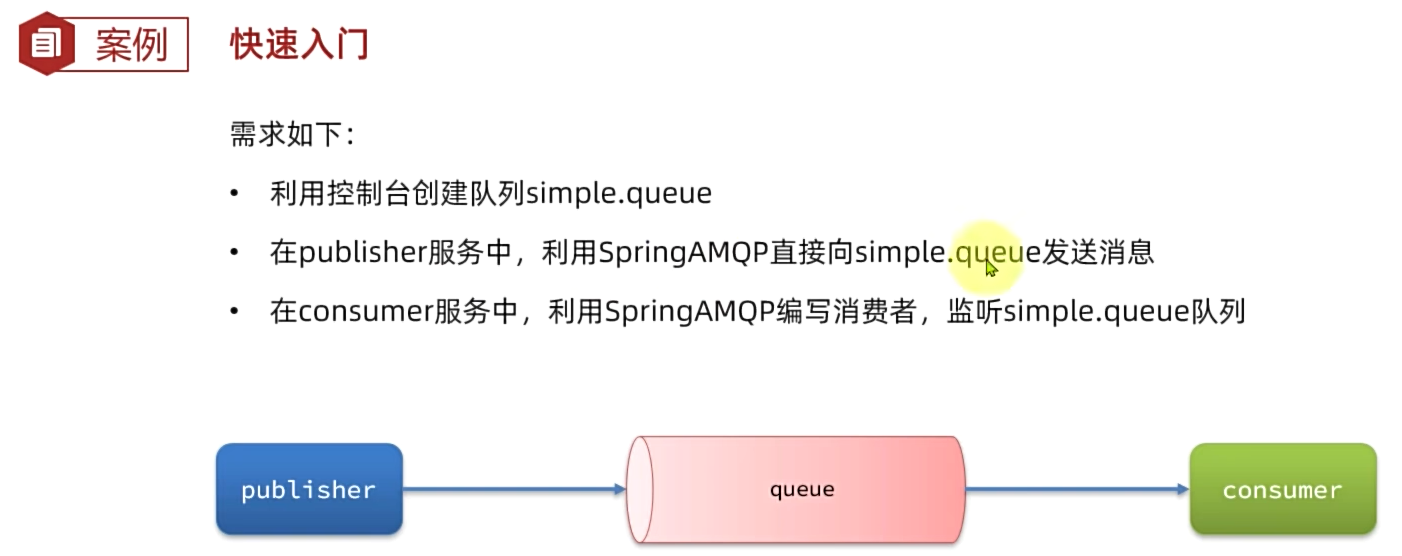 案例
快速入门
需求如下：
• 利用控制台创建队列simple.queue
• 在publisher服务中，利用SpringAMQP直接向simple.queue发送消息
• 在consumer服务中，利用SpringAMQP编写消费者，监听simple.queue队列
publisher
queue
consumer